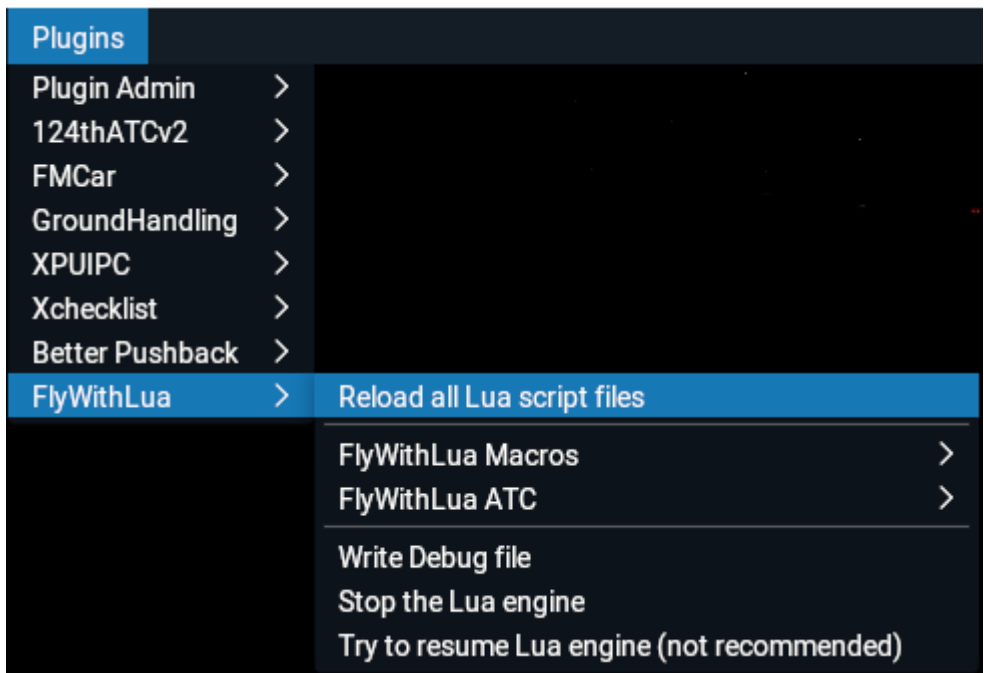 Plugins
Plugin Admin
124thATCv2
FMCar
GroundHandling
XPUIPC
Xchecklist
Better Pushback
FlyWithLua
Reload all Lua script files
FlyWithLua Macros
FlyWithLua ATC
Write Debug file
Stop the Lua engine
Try to resume Lua engine (not recommended)